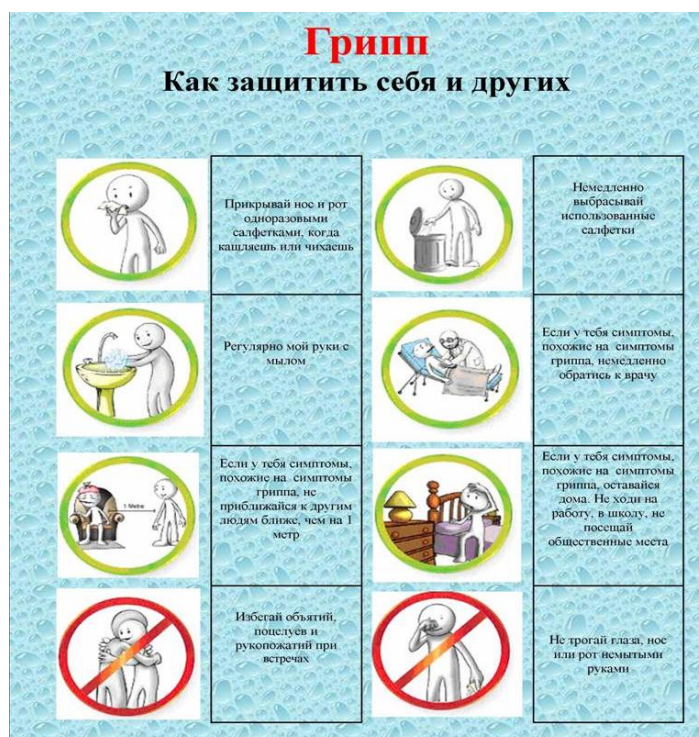 Грипп
Как защитить себя и других
Прикрывай нос и рот
одноразовыми
салфетками, когда
кашляешь или чихаешь
Немедленно
выбрасывай
использованные
салфетки
Регулярно мой руки с
мылом
Если у тебя симптомы,
похожие на симптомы
гриппа, немедленно
обратись к врачу
1 Metre
Если у тебя симптомы,
похожие на симптомы
гриппа, не
приближайся к другим
людям ближе, чем на 1
метр
Если у тебя симптомы,
похожие на симптомы
гриппа, оставайся
дома. Не ходи на
работу, в школу, не
посещай
общественные места
Избегай объятий,
поцелуев и
рукопожатий при
встречах
Не трогай глаза, нос
или рот немытыми
руками